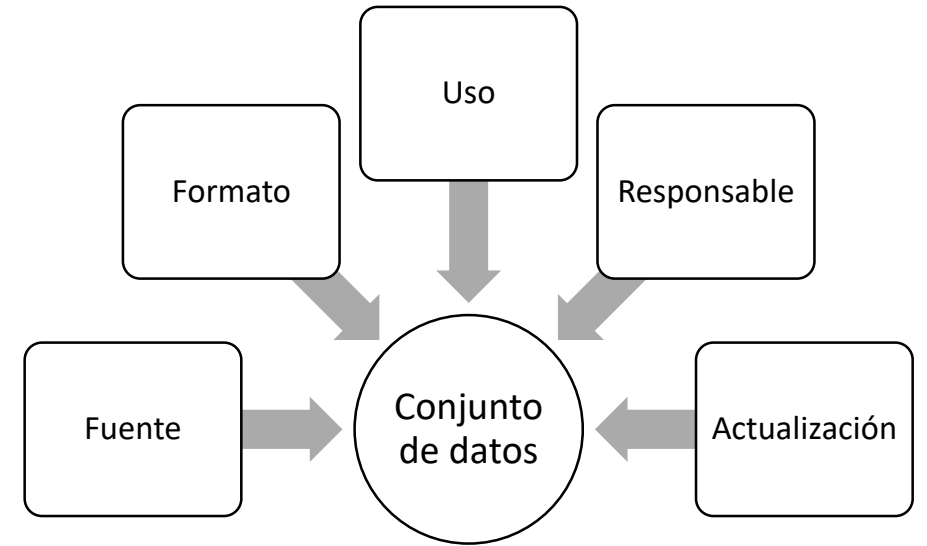 Uso
Formato
Responsable
Fuente
Conjunto
de datos
Actualización